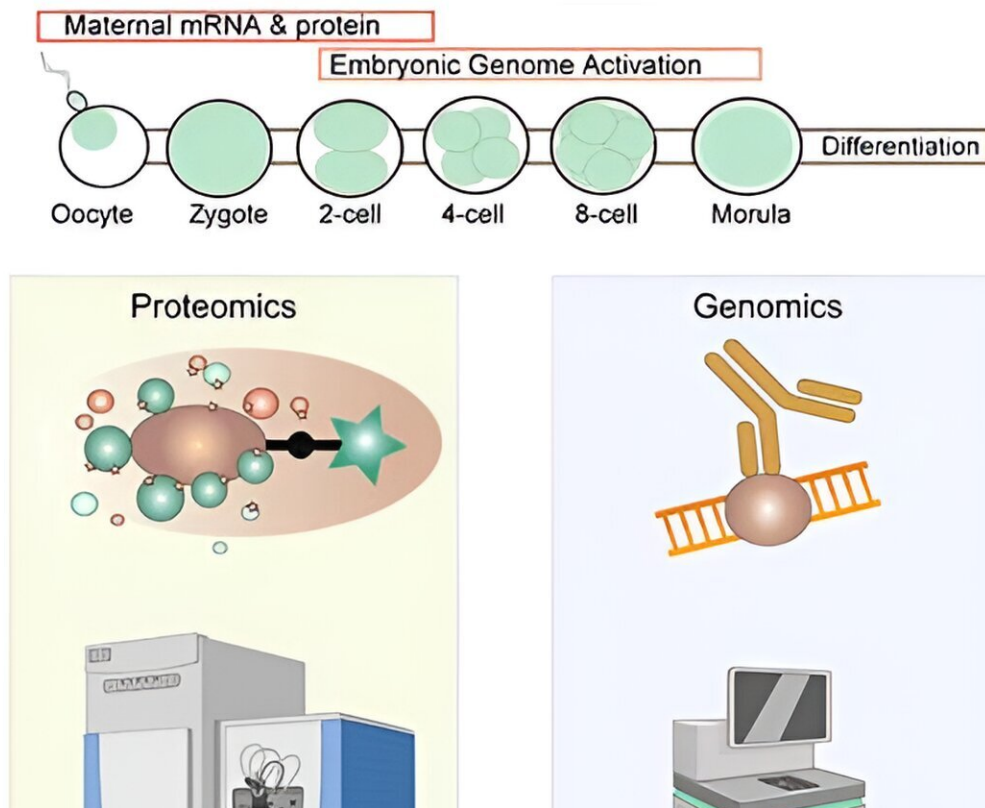 Maternal mRNA & protein
Embryonic Genome Activation
Differentiation
Oocyte Zygote 2-cell 4-cell 8-cell Morula
Proteomics Genomics